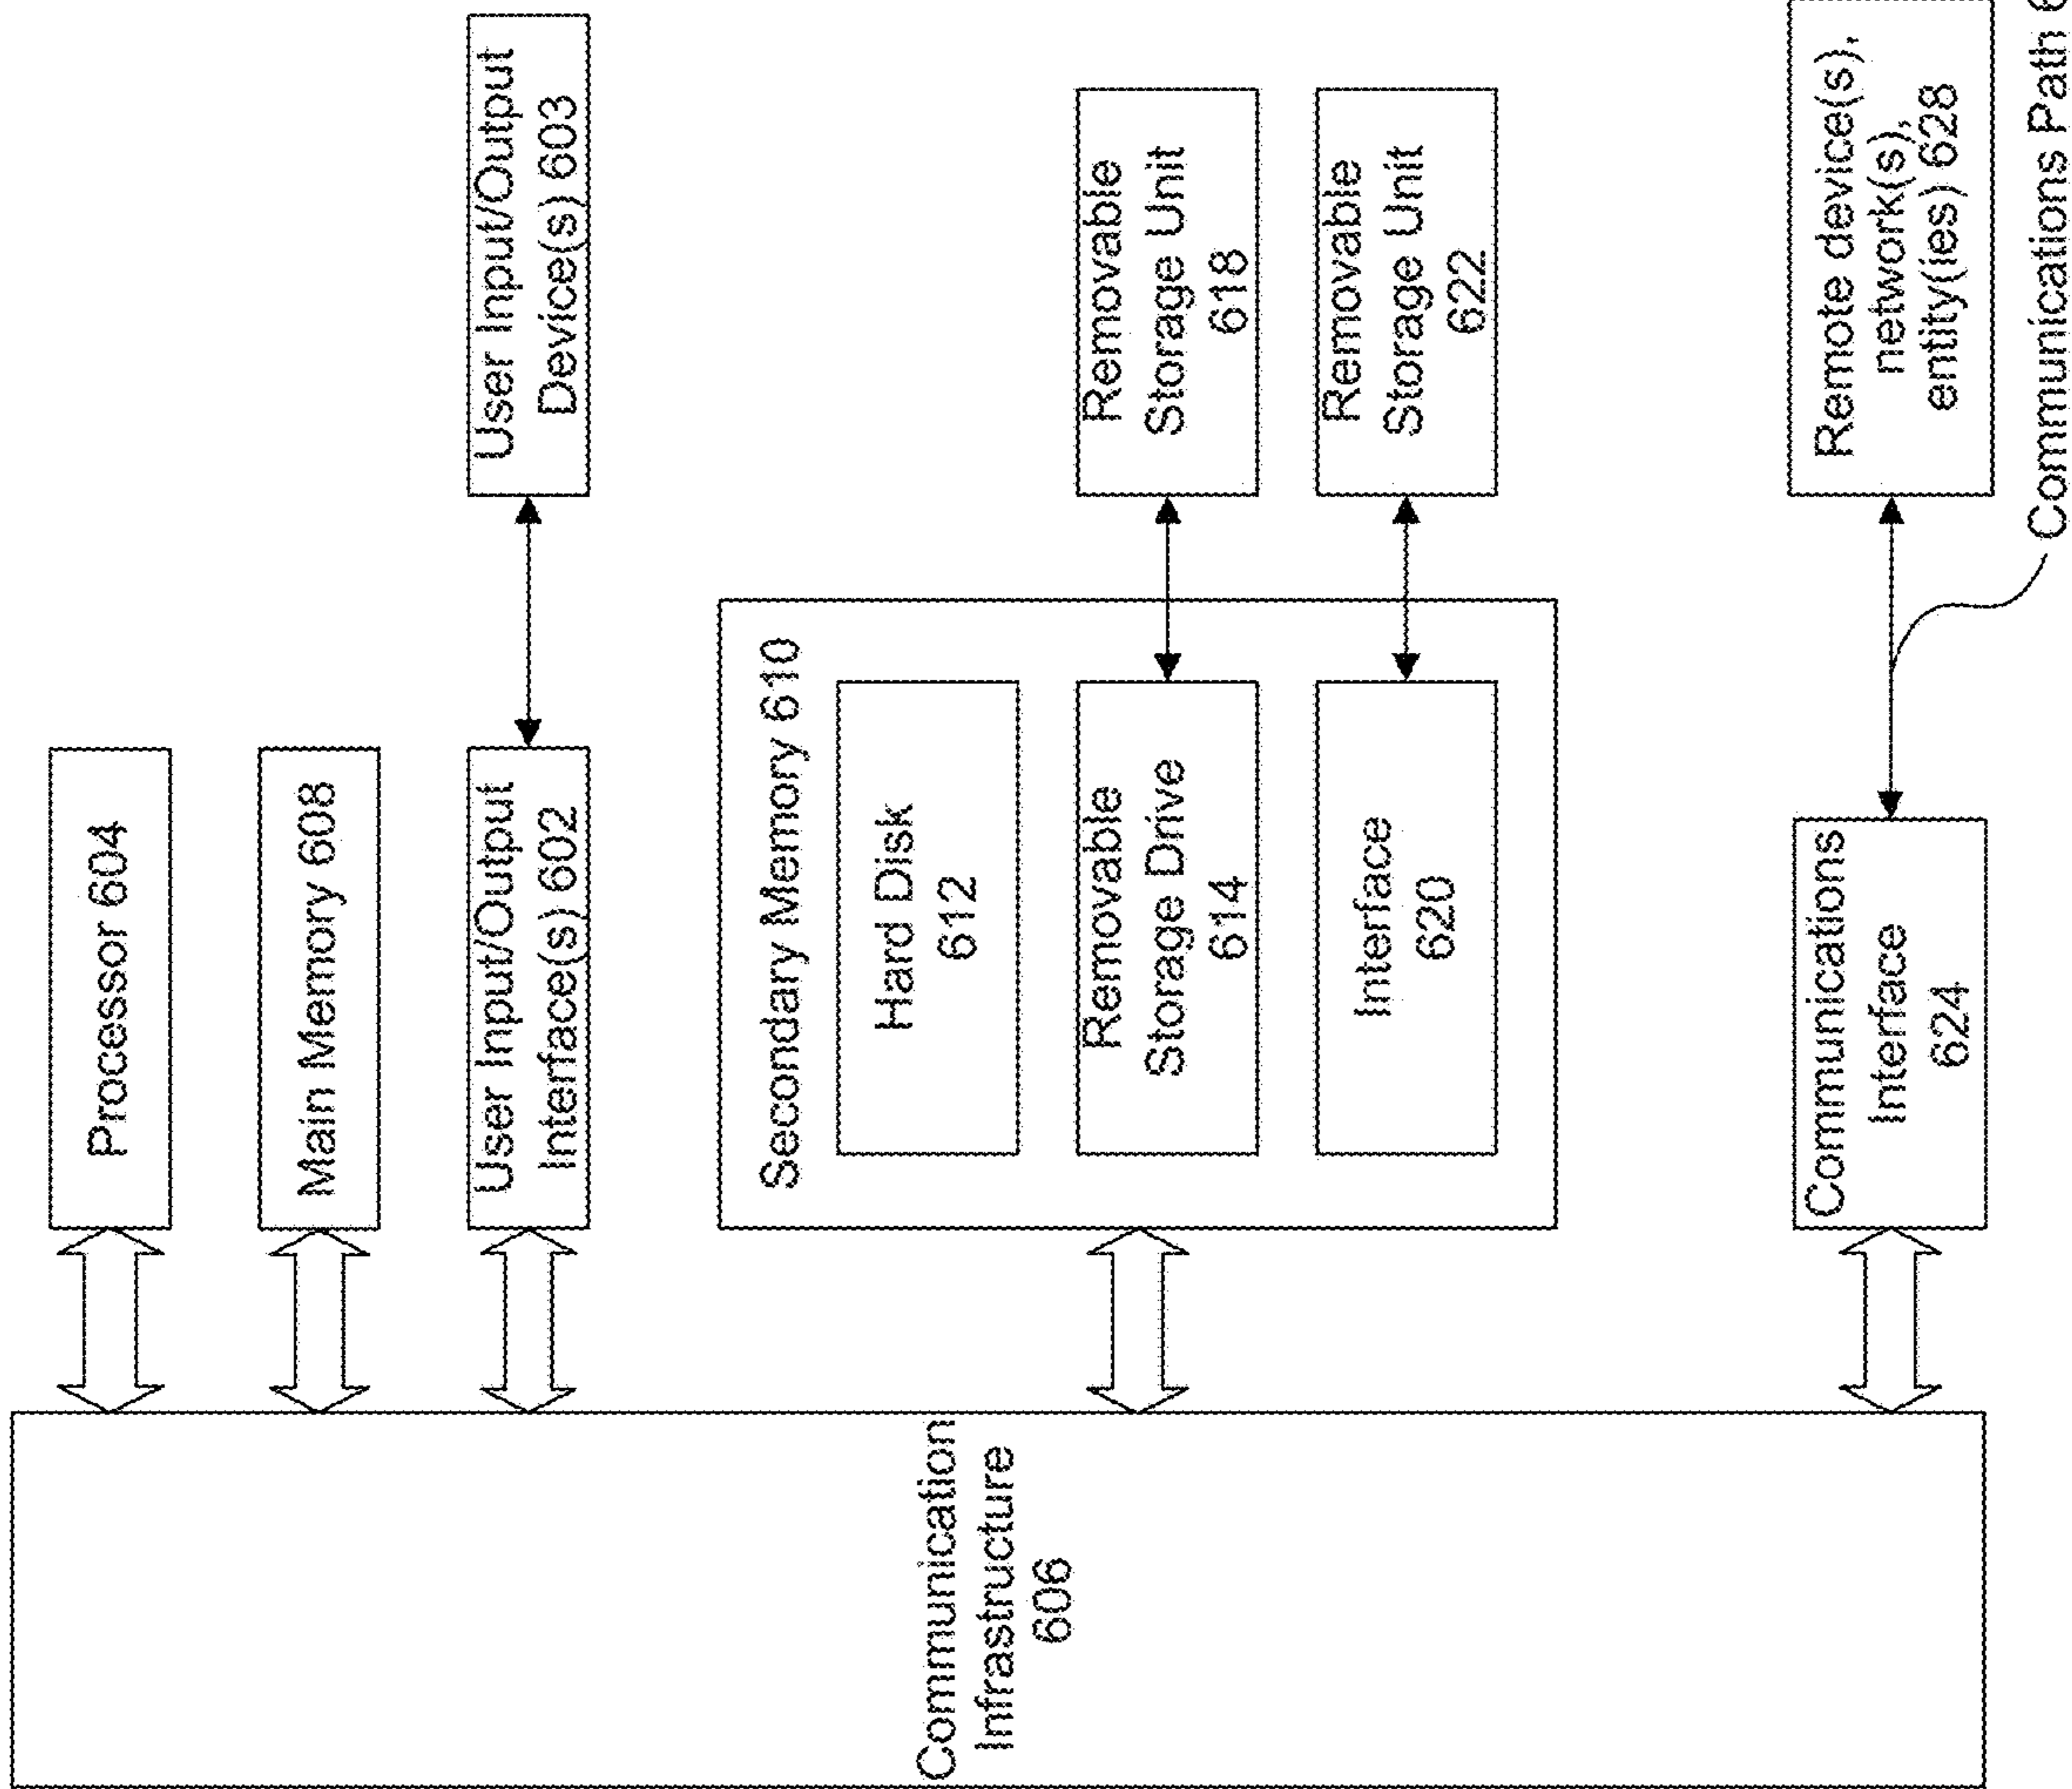 Processor 604
Main Memory 608
User Input/Output
Interface(s) 602
User Input/Output
Device(s) 603
Secondary Memory 610
Hard Disk
612
Removable
Storage Drive
614
Interface
620
Removable
Storage Unit
618
Removable
Storage Unit
622
Communication
Infrastructure
606
Communications
Interface
624
Remote device(s),
network(s),
entity(ies) 628
Communications Path